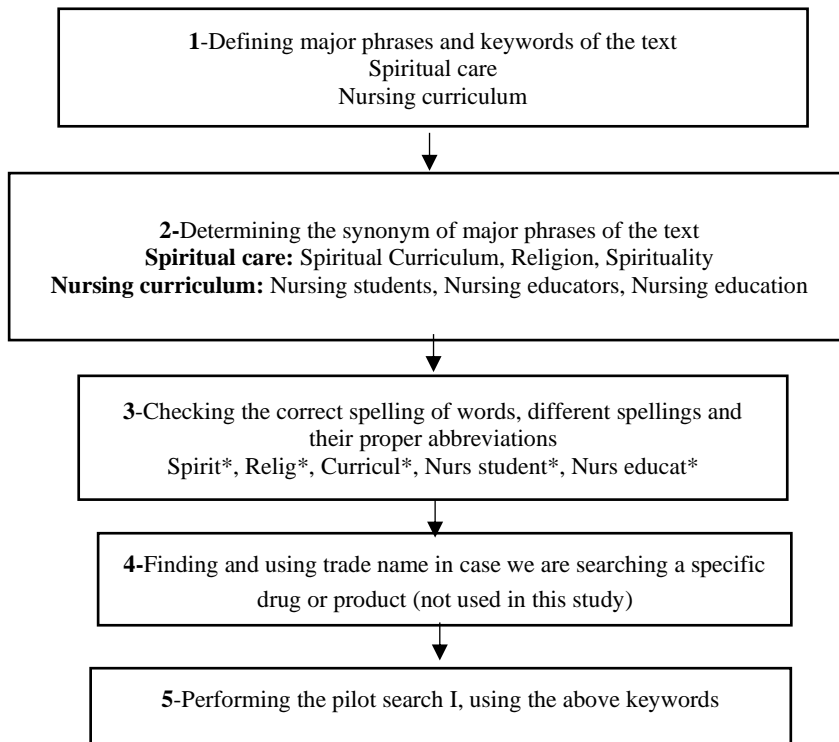 1-Defining major phrases and keywords of the text
Spiritual care
Nursing curriculum
2-Determining the synonym of major phrases of the text
Spiritual care: Spiritual Curriculum, Religion, Spirituality
Nursing curriculum: Nursing students, Nursing educators, Nursing education
3-Checking the correct spelling of words, different spellings and
their proper abbreviations
Spirit*, Relig*, Curricul*, Nurs student*, Nurs educat*
4-Finding and using trade name in case we are searching a specific
drug or product (not used in this study)
5-Performing the pilot search I, using the above keywords